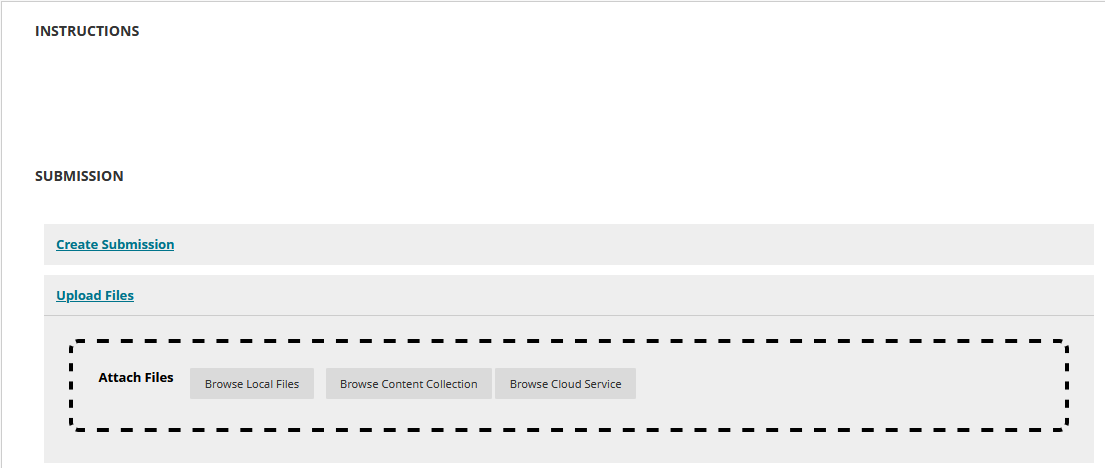 INSTRUCTIONS
SUBMISSION
Create Submission
Upload Files
Attach Files Browse Local Files Browse Content Collection Browse Cloud Service